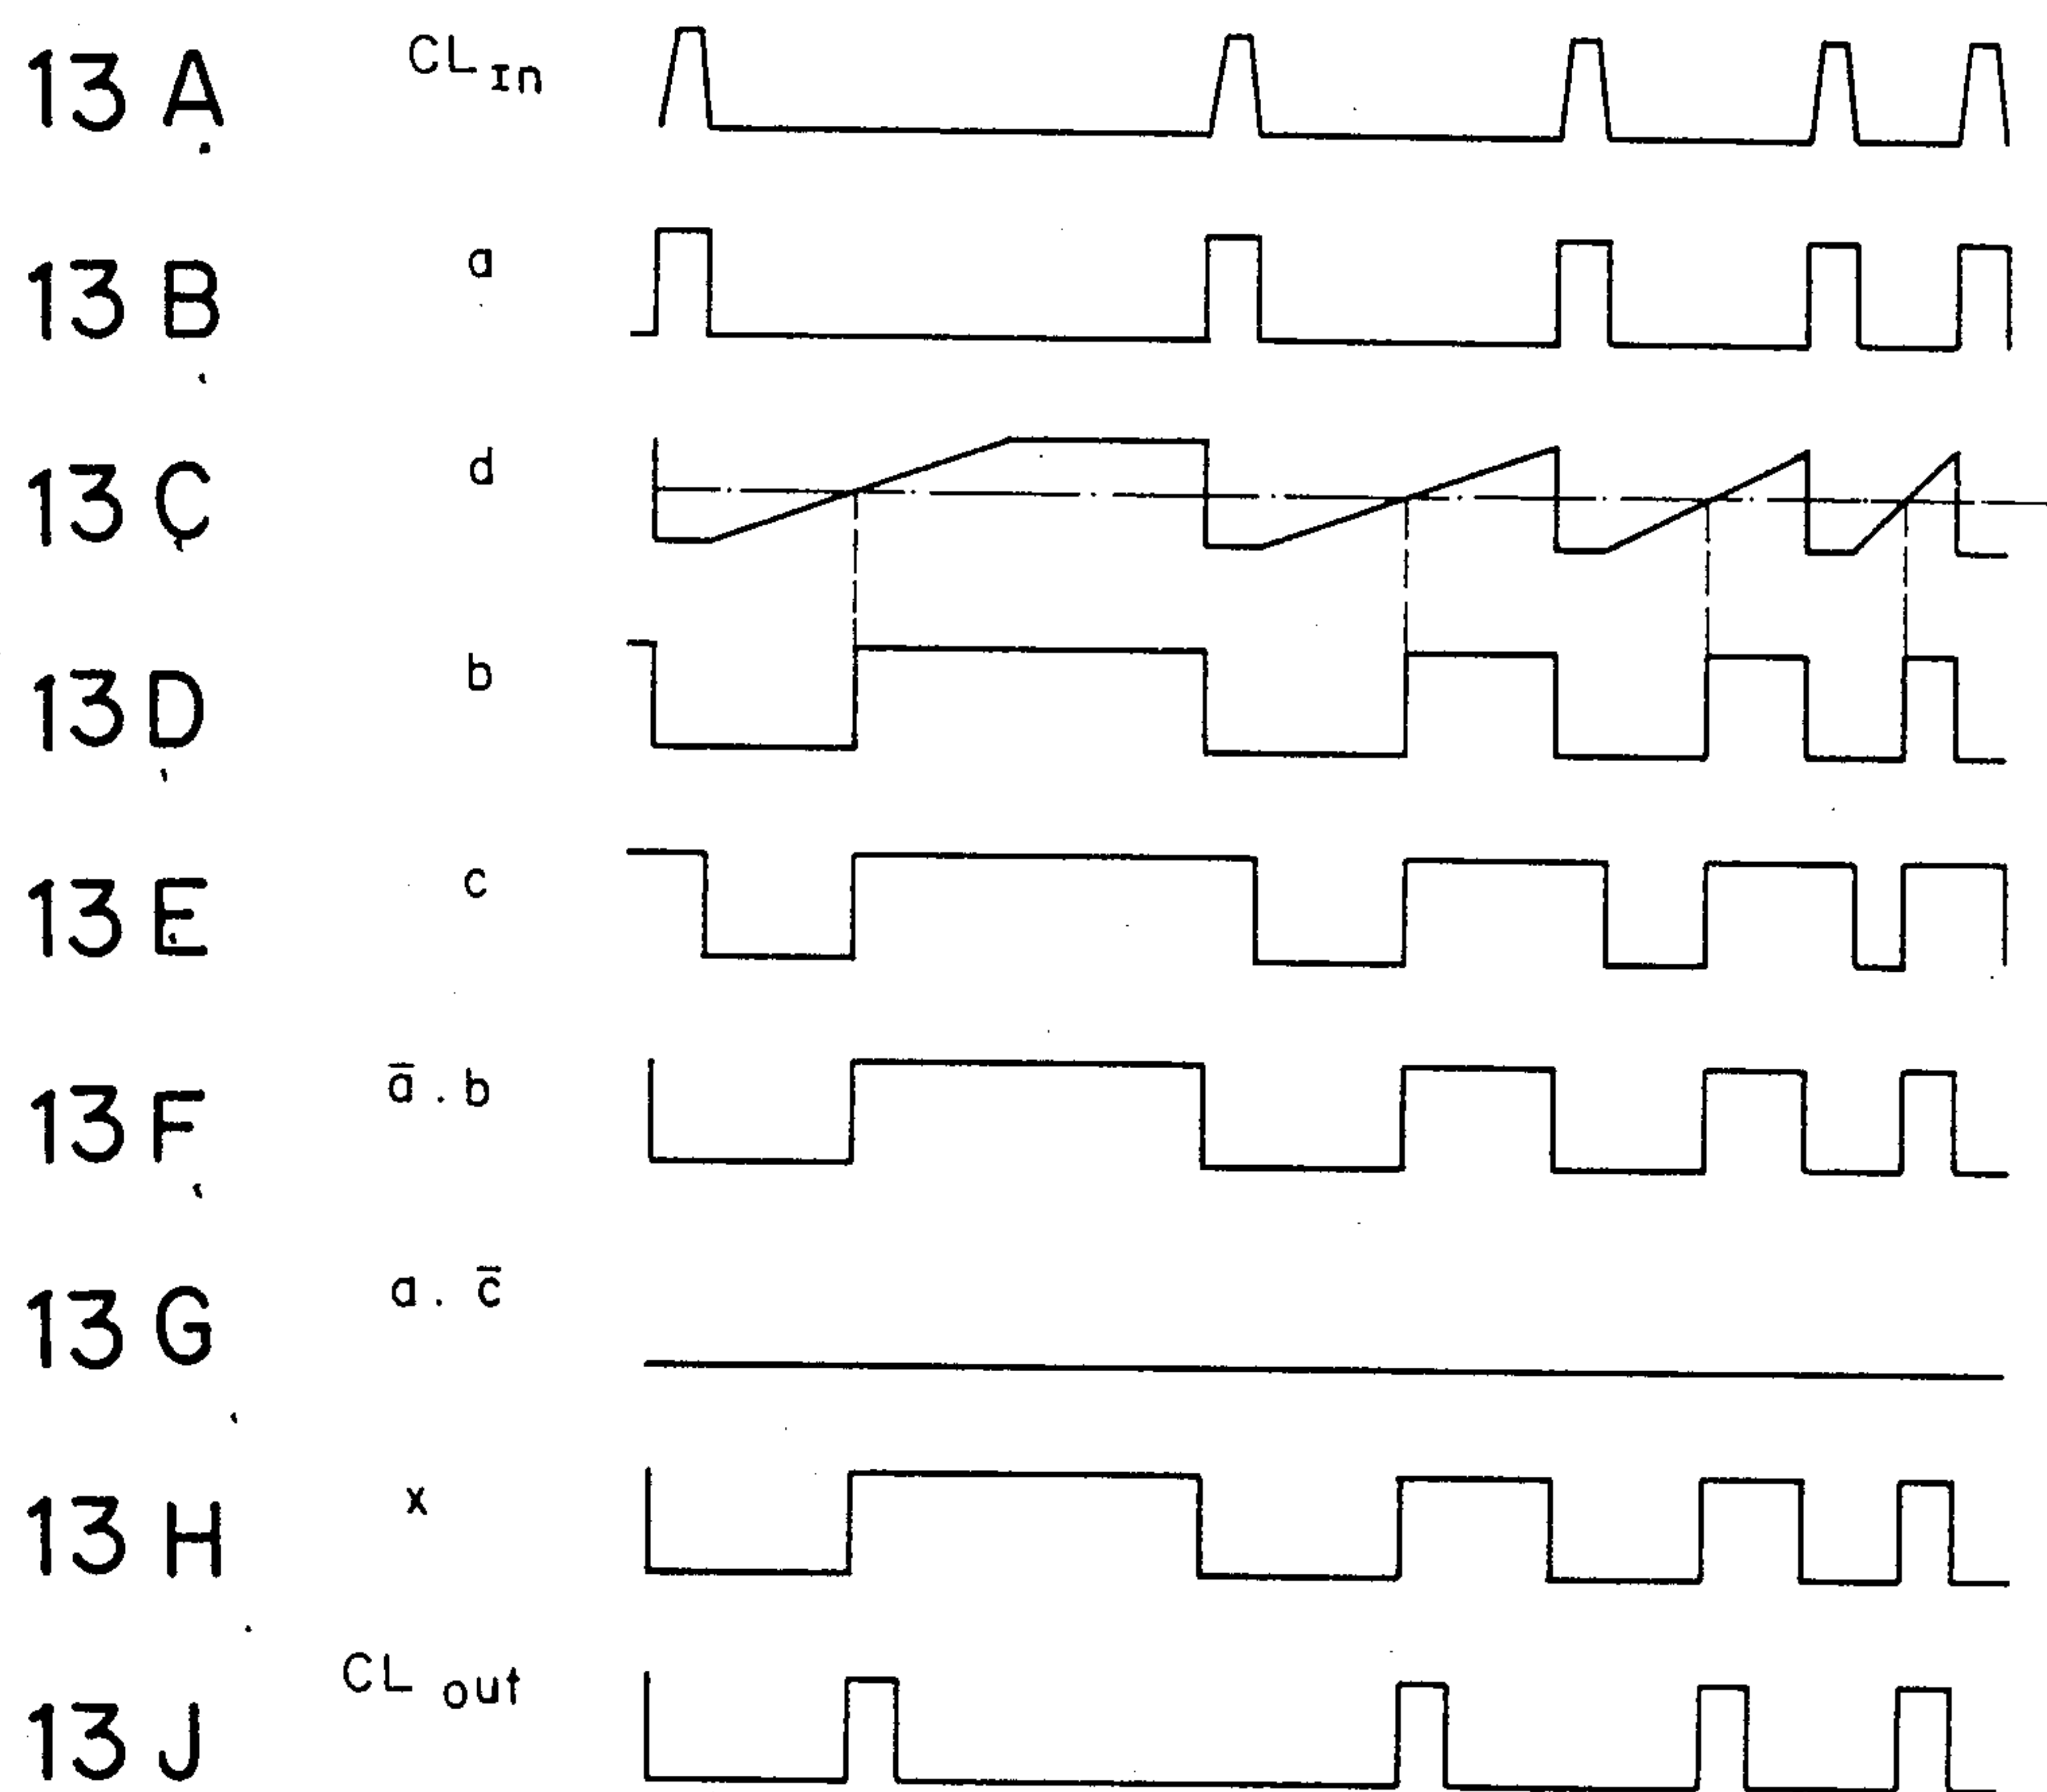 13 A CL In
13 B a
13 C d
13 D b
13 E c
13 F ā . b
13 G a . c̄
13 H x
13 J CL out